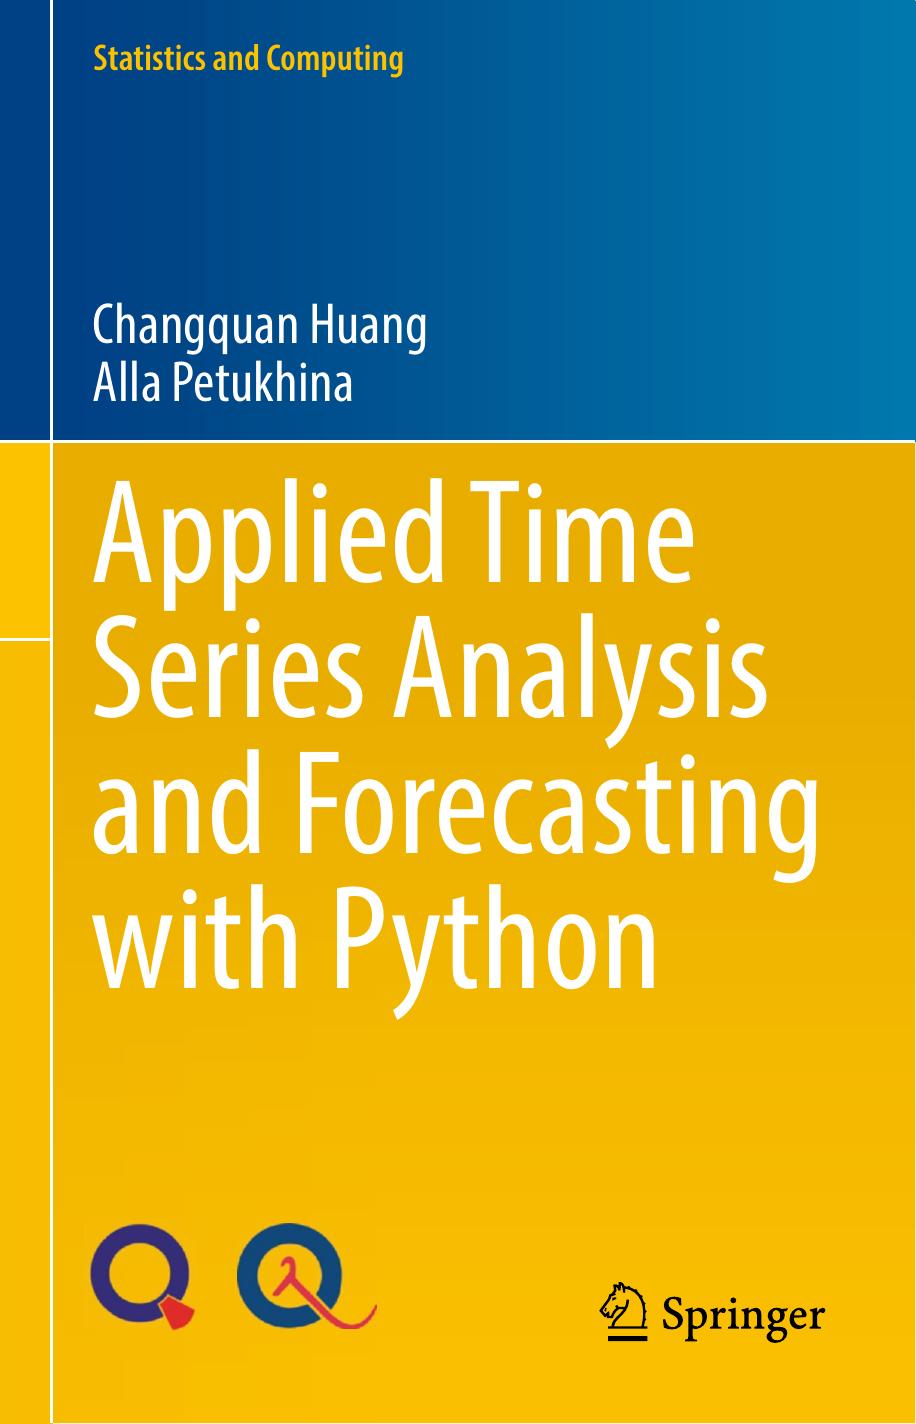 Statistics and Computing
Changquan Huang
Alla Petukhina
Applied Time
Series Analysis
and Forecasting
with Python
Springer